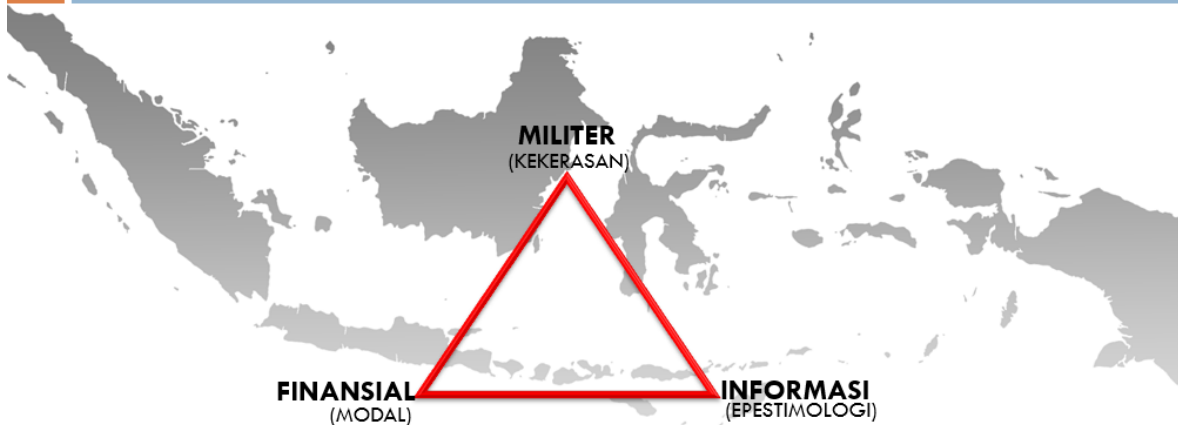 MILITER
(KEKERASAN)
FINANSIAL
(MODAL)
INFORMASI
(EPESTIMOLOGI)